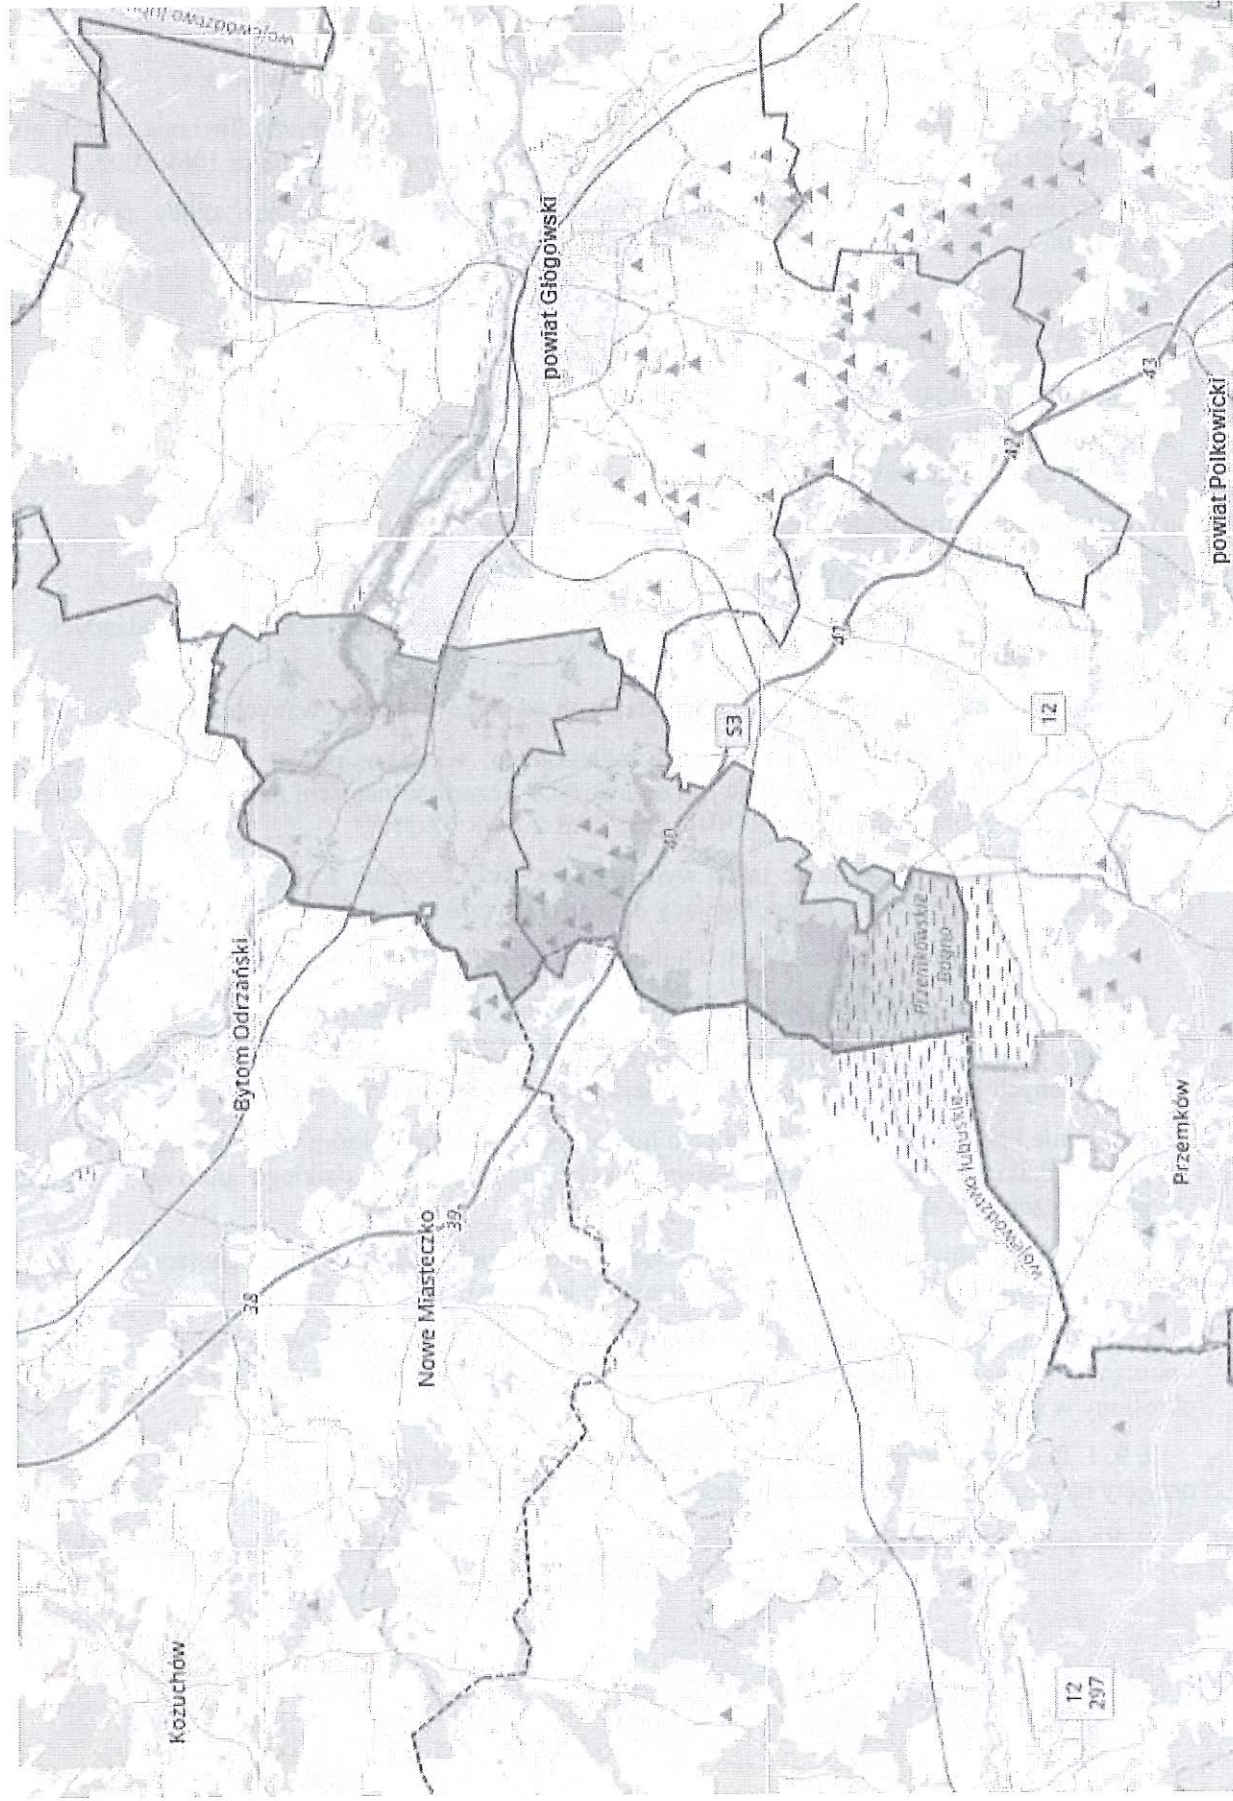 Kożuchów
Bytom Odrzański
województwo lubu
38
Nowe Miasteczko
39
powiat Głogowski
40
S3
41
Przemkowskie
Bagno
województwo lubuskie
42
12
43
12
297
Przemków
powiat Polkowicki